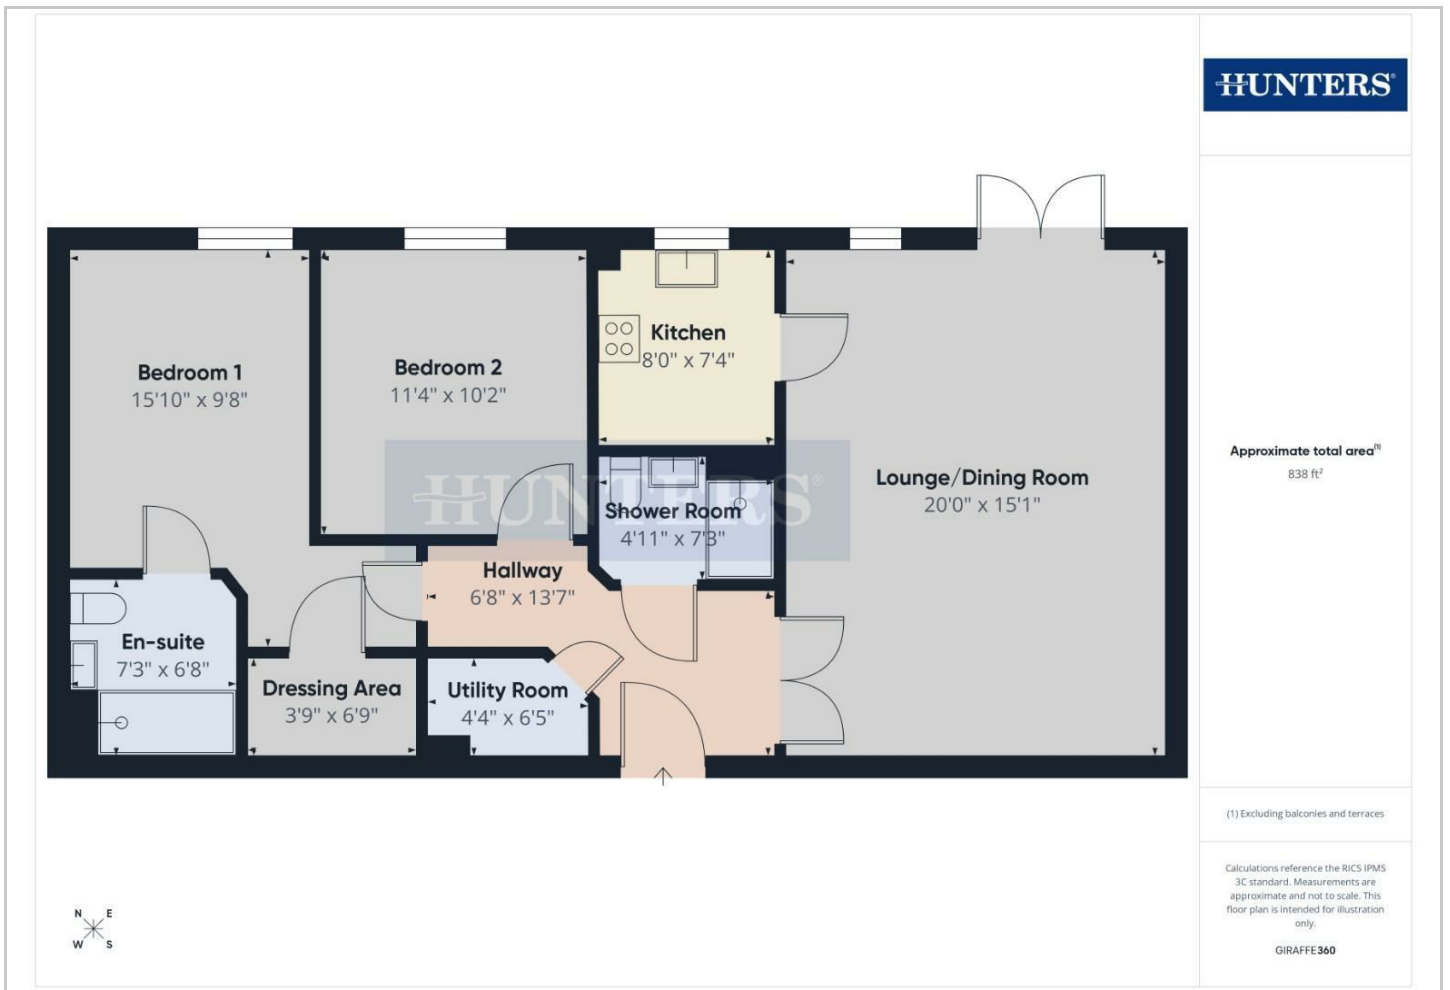 HUNTERS®
Bedroom 1
15'10" x 9'8"
Bedroom 2
11'4" x 10'2"
Kitchen
8'0" x 7'4"
Lounge/Dining Room
20'0" x 15'1"
HUNTERS®
Shower Room
4'11" x 7'3"
Hallway
6'8" x 13'7"
En-suite
7'3" x 6'8"
Dressing Area
3'9" x 6'9"
Utility Room
4'4" x 6'5"
N E
W S
Approximate total area(1)
838 ft²
(1) Excluding balconies and terraces
Calculations reference the RICS IPMS
3C standard. Measurements are
approximate and not to scale. This
floor plan is intended for illustration
only.
GIRAFFE360